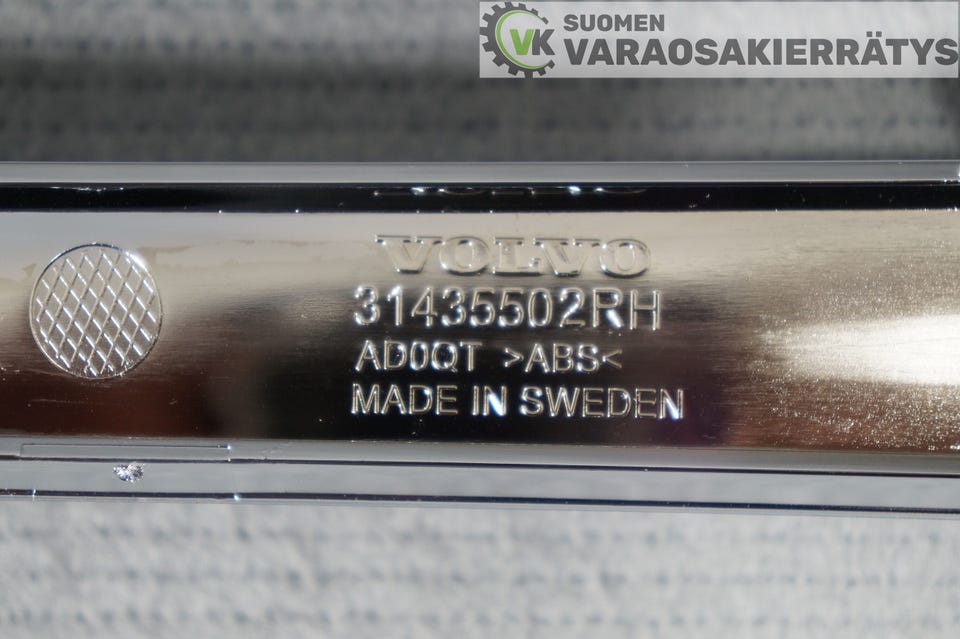 VK SUOMEN
VARAOSAKIERRÄTYS
VOLVO
31435502RH
AD0QT >ABS<
MADE IN SWEDEN